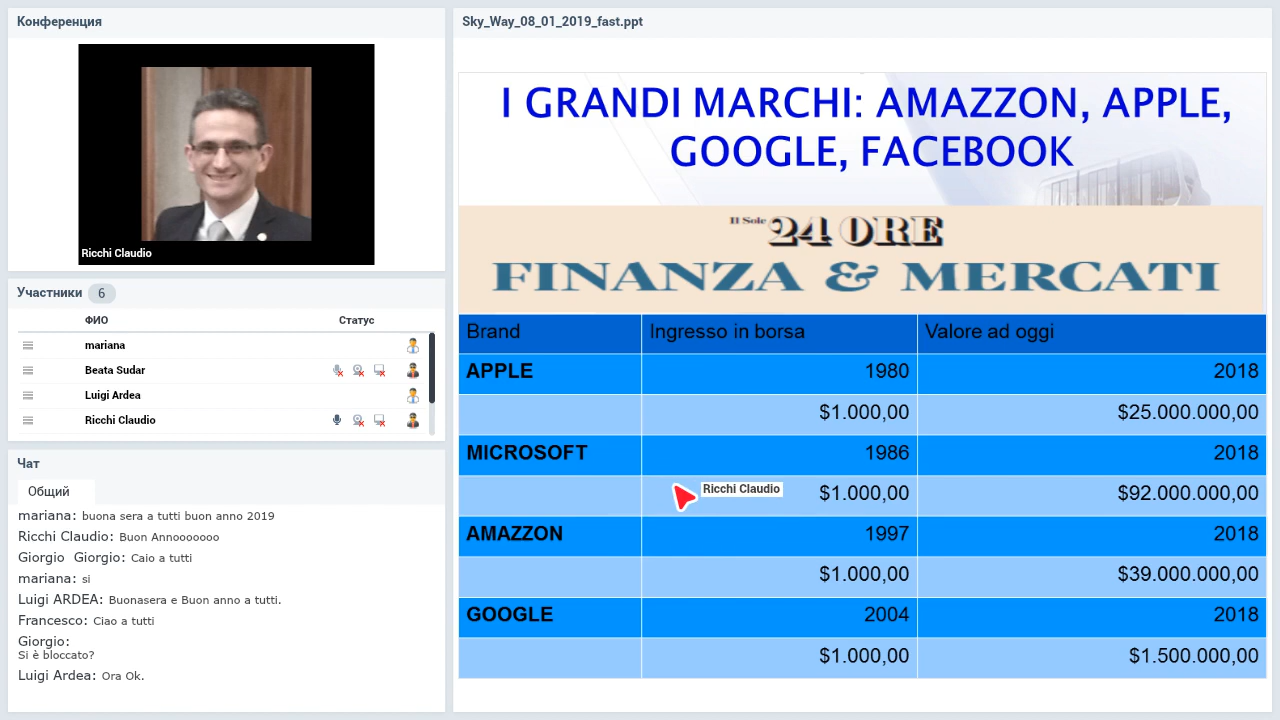 Конференция
Ricchi Claudio
Участники 6
ФИО Статус
mariana
Beata Sudar
Luigi Ardea
Ricchi Claudio
Чат
Общий
mariana: buona sera a tutti buon anno 2019
Ricchi Claudio: Buon Annooooooo
Giorgio Giorgio: Caio a tutti
mariana: si
Luigi ARDEA: Buonasera e Buon anno a tutti.
Francesco: Ciao a tutti
Giorgio:
Si è bloccato?
Luigi Ardea: Ora Ok.
Sky_Way_08_01_2019_fast.ppt
I GRANDI MARCHI: AMAZZON, APPLE,
GOOGLE, FACEBOOK
Il Sole 24 ORE
FINANZA & MERCATI
Brand Ingresso in borsa Valore ad oggi
APPLE 1980 2018
$1.000,00 $25.000.000,00
MICROSOFT 1986 2018
Ricchi Claudio $1.000,00 $92.000.000,00
AMAZZON 1997 2018
$1.000,00 $39.000.000,00
GOOGLE 2004 2018
$1.000,00 $1.500.000,00